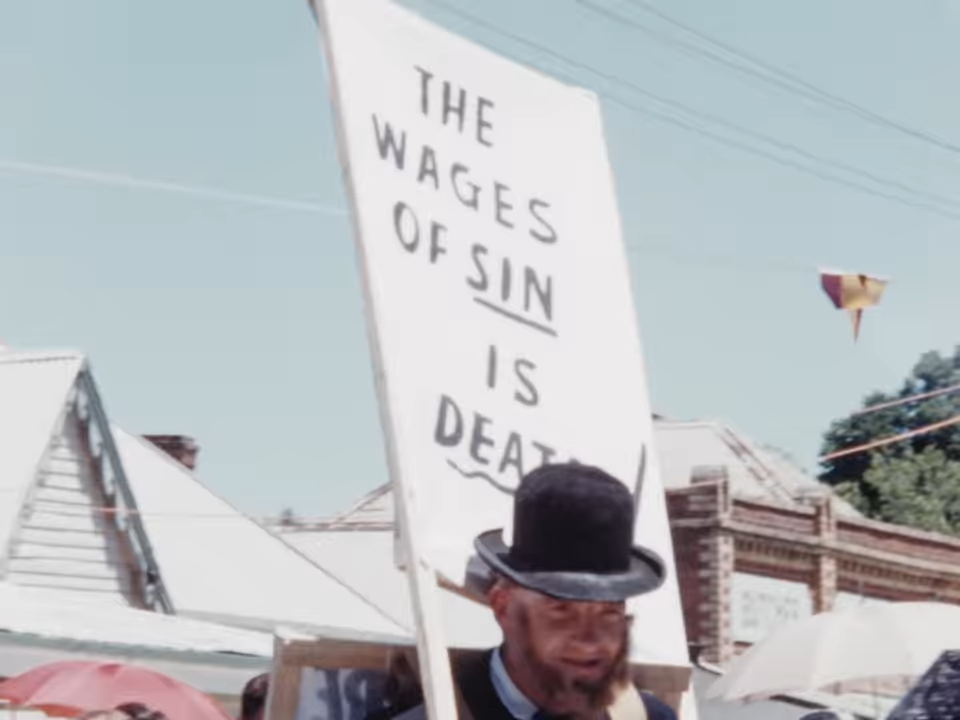 THE
WAGES
OF SIN
IS
DEAT